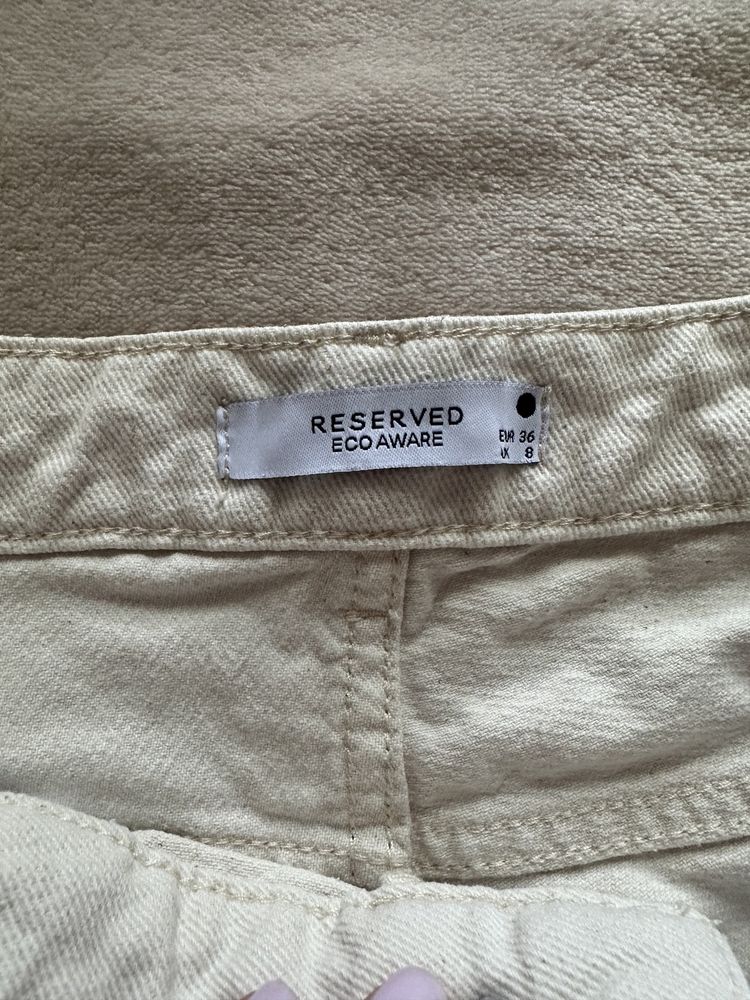 RESERVED
ECO AWARE
EUR 36
UK 8